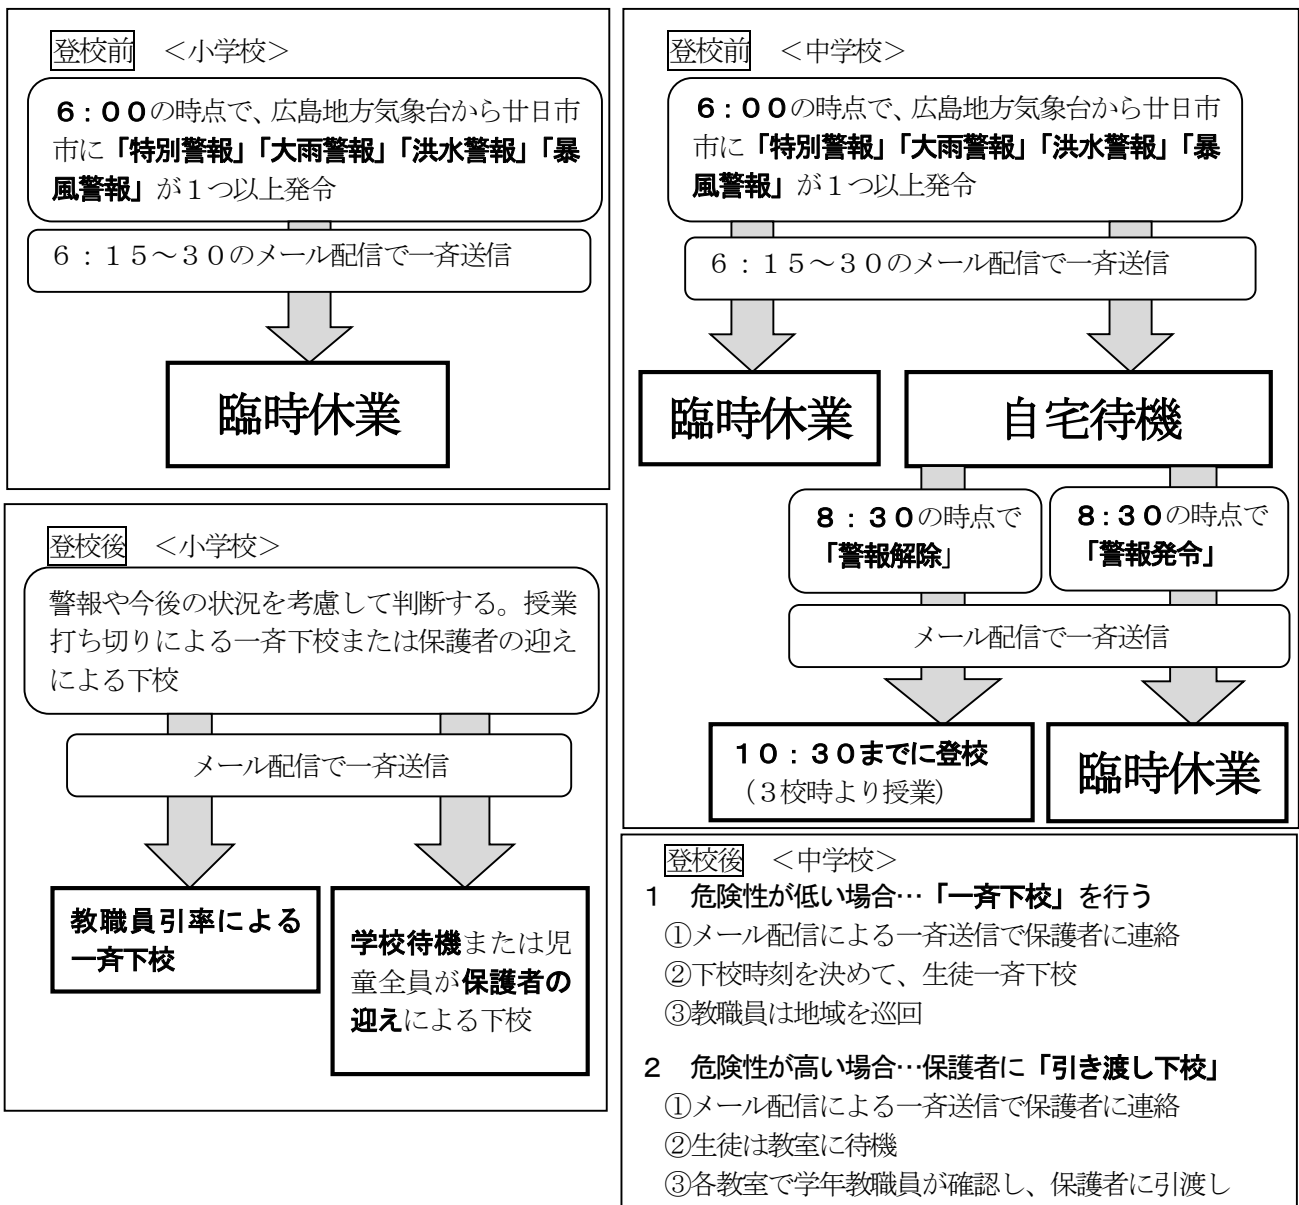 登校前 <小学校>
6:00の時点で、広島地方気象台から廿日市
市に「特別警報」「大雨警報」「洪水警報」「暴
風警報」が1つ以上発令
6:15~30のメール配信で一斉送信
臨時休業
登校後 <小学校>
警報や今後の状況を考慮して判断する。授業
打ち切りによる一斉下校または保護者の迎え
による下校
メール配信で一斉送信
教職員引率による
一斉下校
学校待機または児
童全員が保護者の
迎えによる下校
登校前 <中学校>
6:00の時点で、広島地方気象台から廿日市
市に「特別警報」「大雨警報」「洪水警報」「暴
風警報」が1つ以上発令
6:15~30のメール配信で一斉送信
臨時休業
自宅待機
8:30の時点で
「警報解除」
8:30の時点で
「警報発令」
メール配信で一斉送信
10:30までに登校
(3校時より授業)
臨時休業
登校後 <中学校>
1 危険性が低い場合…「一斉下校」を行う
①メール配信による一斉送信で保護者に連絡
②下校時刻を決めて、生徒一斉下校
③教職員は地域を巡回
2 危険性が高い場合…保護者に「引き渡し下校」
①メール配信による一斉送信で保護者に連絡
②生徒は教室に待機
③各教室で学年教職員が確認し、保護者に引渡し